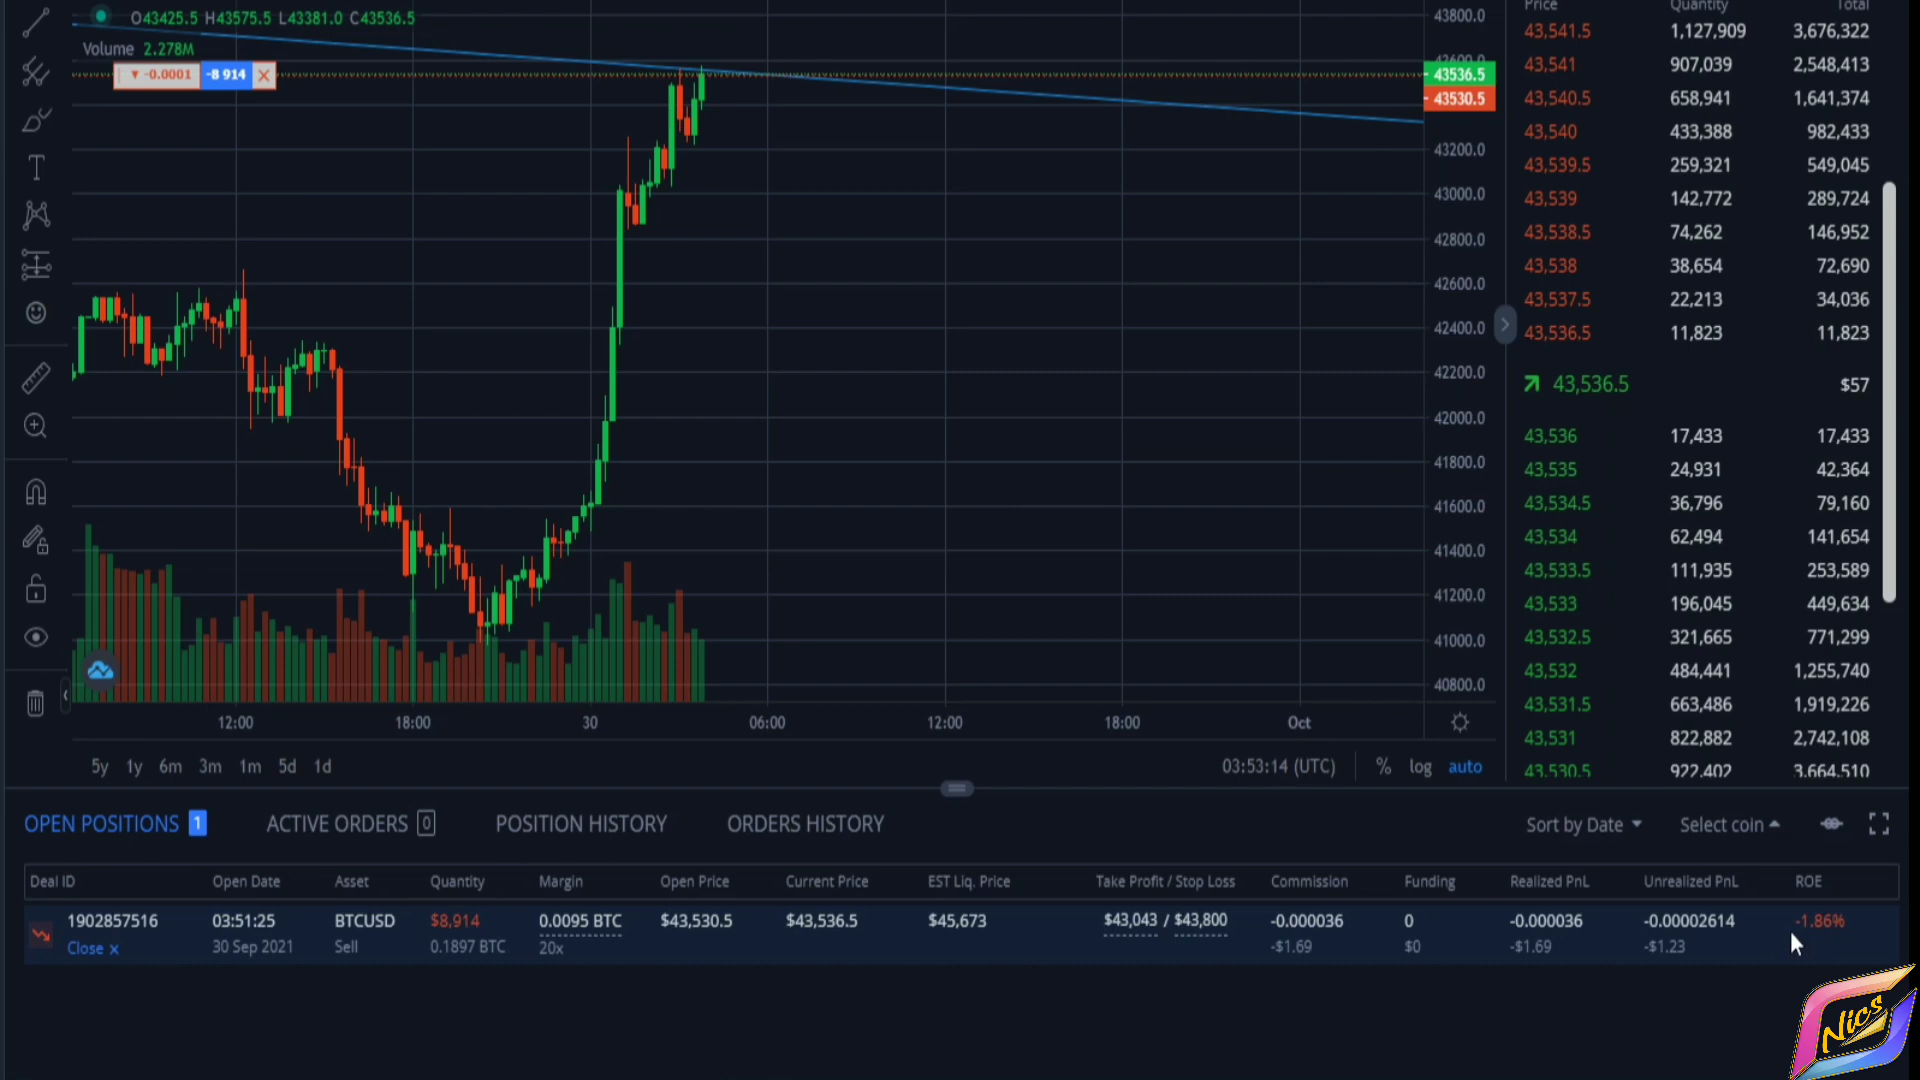 O43425.5 H43575.5 L43381.0 C43536.5
Volume 2.278M
-0.0001 -8 914
43800.0
43536.5
43530.5
43200.0
43000.0
42800.0
42600.0
42400.0
42200.0
42000.0
41800.0
41600.0
41400.0
41200.0
41000.0
40800.0
12:00 18:00 30 06:00 12:00 18:00 Oct
5y 1y 6m 3m 1m 5d 1d
03:53:14 (UTC) % log auto
Price Quantity Total
43,541.5 1,127,909 3,676,322
43,541 907,039 2,548,413
43,540.5 658,941 1,641,374
43,540 433,388 982,433
43,539.5 259,321 549,045
43,539 142,772 289,724
43,538.5 74,262 146,952
43,538 38,654 72,690
43,537.5 22,213 34,036
43,536.5 11,823 11,823
43,536.5 $57
43,536 17,433 17,433
43,535 24,931 42,364
43,534.5 36,796 79,160
43,534 62,494 141,654
43,533.5 111,935 253,589
43,533 196,045 449,634
43,532.5 321,665 771,299
43,532 484,441 1,255,740
43,531.5 663,486 1,919,226
43,531 822,882 2,742,108
43,530.5 922,402 3,664,510
OPEN POSITIONS 1 ACTIVE ORDERS 0 POSITION HISTORY ORDERS HISTORY
Sort by Date Select coin
Deal ID Open Date Asset Quantity Margin Open Price Current Price EST Liq. Price Take Profit / Stop Loss Commission Funding Realized PnL Unrealized PnL ROE
1902857516 03:51:25 BTCUSD $8,914 0.0095 BTC $43,530.5 $43,536.5 $45,673 $43,043 / $43,800 -0.000036 0 -0.000036 -0.00002614 -1.86%
Close x 30 Sep 2021 Sell 0.1897 BTC 20x -$1.69 $0 -$1.69 -$1.23
Nics